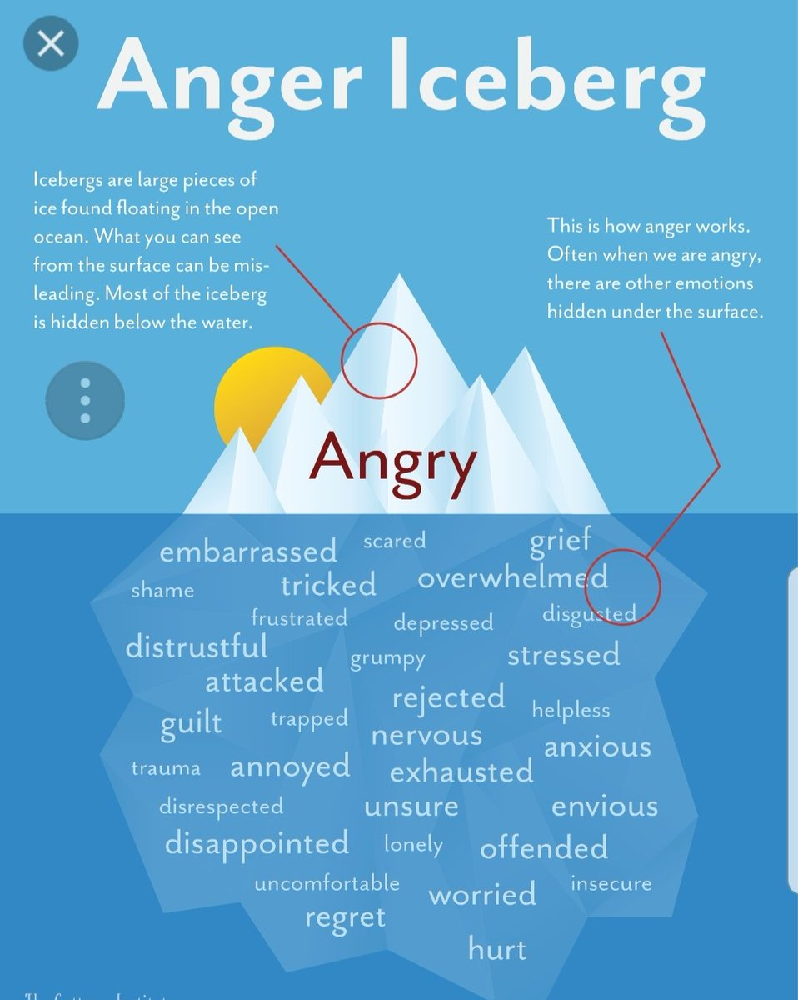 Anger Iceberg
Icebergs are large pieces of
ice found floating in the open
ocean. What you can see
from the surface can be mis-
leading. Most of the iceberg
is hidden below the water.
This is how anger works.
Often when we are angry,
there are other emotions
hidden under the surface.
Angry
embarrassed scared grief
shame tricked overwhelmed
frustrated depressed disgusted
distrustful grumpy stressed
attacked rejected helpless
guilt trapped nervous anxious
trauma annoyed exhausted
disrespected unsure envious
disappointed lonely offended
uncomfortable worried insecure
regret
hurt